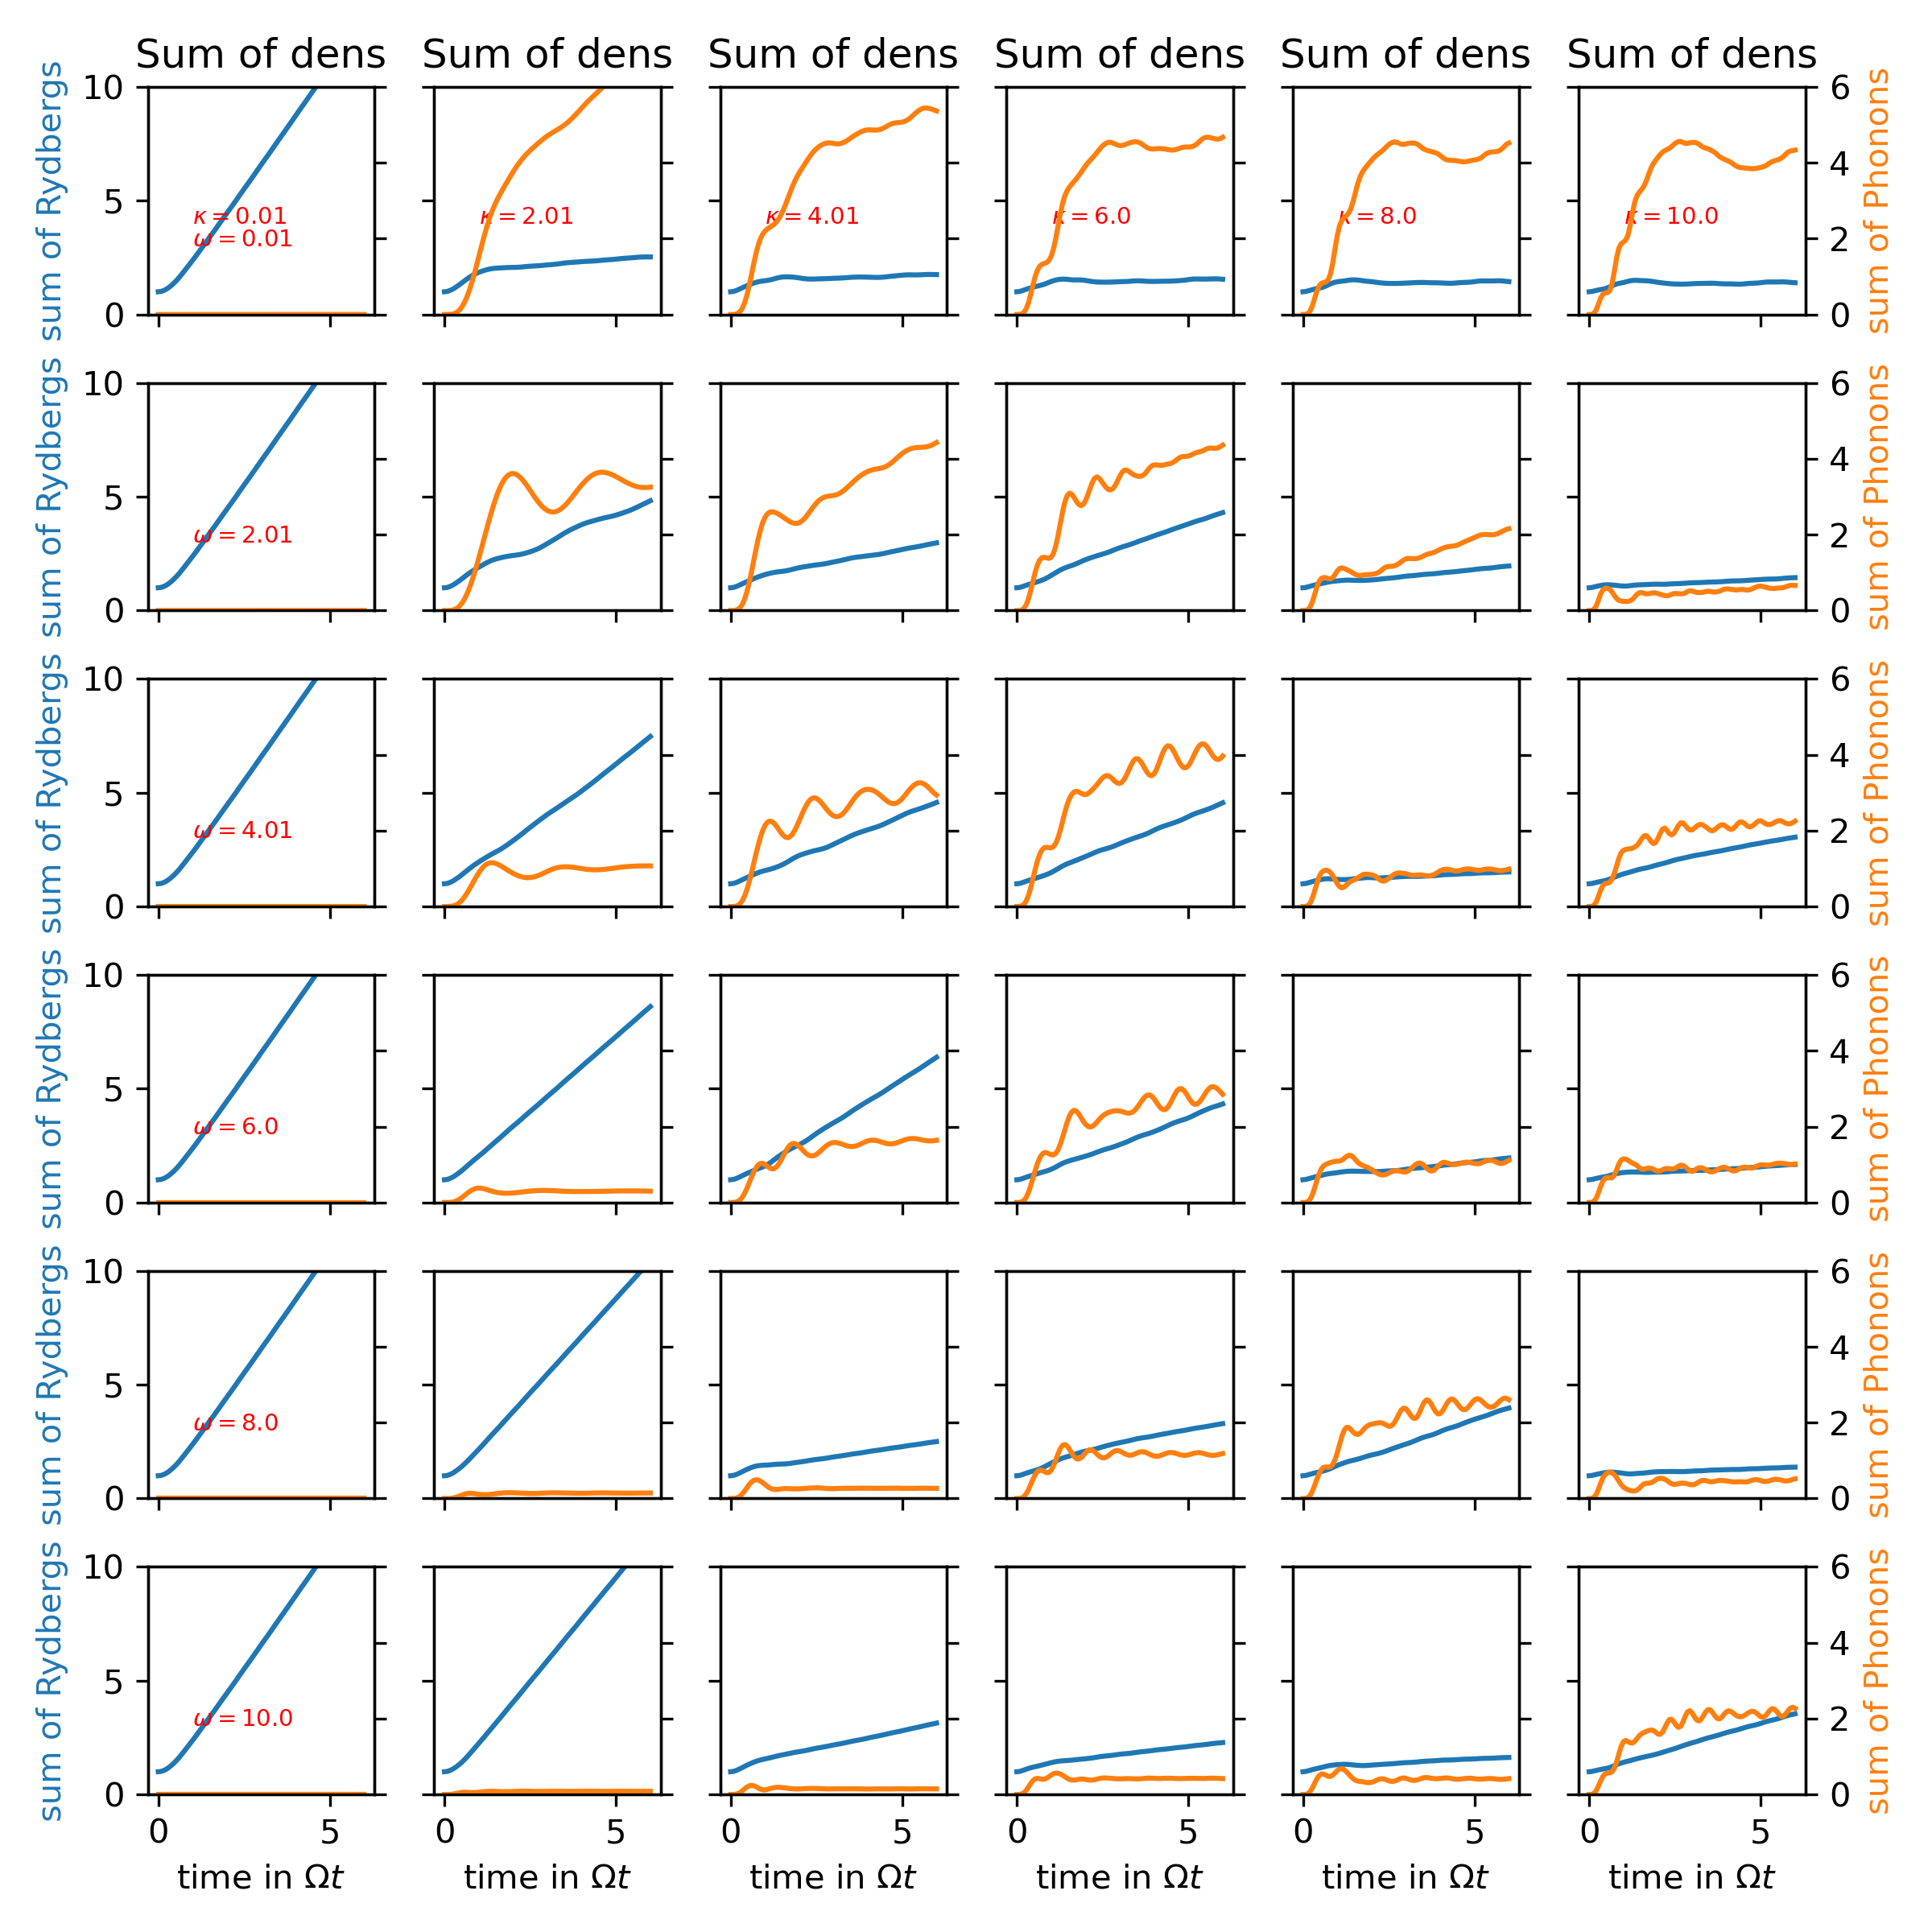 Sum of dens Sum of dens Sum of dens Sum of dens Sum of dens Sum of dens
sum of Rydbergs
10
5
0
κ = 0.01
ω = 0.01
κ = 2.01
κ = 4.01
κ = 6.0
κ = 8.0
κ = 10.0
6
4
2
0
sum of Phonons
sum of Rydbergs
10
5
0
ω = 2.01
6
4
2
0
sum of Phonons
sum of Rydbergs
10
5
0
ω = 4.01
6
4
2
0
sum of Phonons
sum of Rydbergs
10
5
0
ω = 6.0
6
4
2
0
sum of Phonons
sum of Rydbergs
10
5
0
ω = 8.0
6
4
2
0
sum of Phonons
sum of Rydbergs
10
5
0
ω = 10.0
6
4
2
0
sum of Phonons
0 5 0 5 0 5 0 5 0 5 0 5
time in Ωt time in Ωt time in Ωt time in Ωt time in Ωt time in Ωt